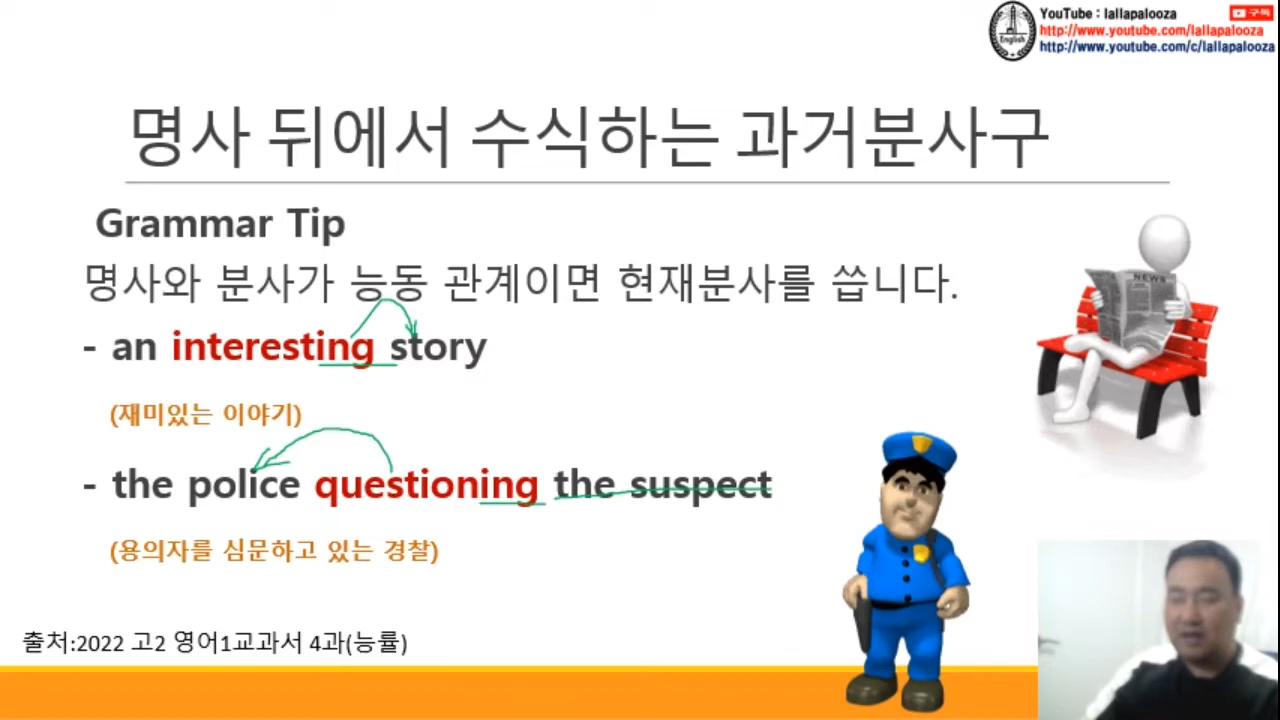 YouTube : lallapalooza
구독
http://www.youtube.com/lallapalooza
http://www.youtube.com/c/lallapalooza
English
명사 뒤에서 수식하는 과거분사구
Grammar Tip
명사와 분사가 능동 관계이면 현재분사를 씁니다.
- an interesting story
(재미있는 이야기)
- the police questioning the suspect
(용의자를 심문하고 있는 경찰)
NEWS
출처:2022 고2 영어1교과서 4과(능률)